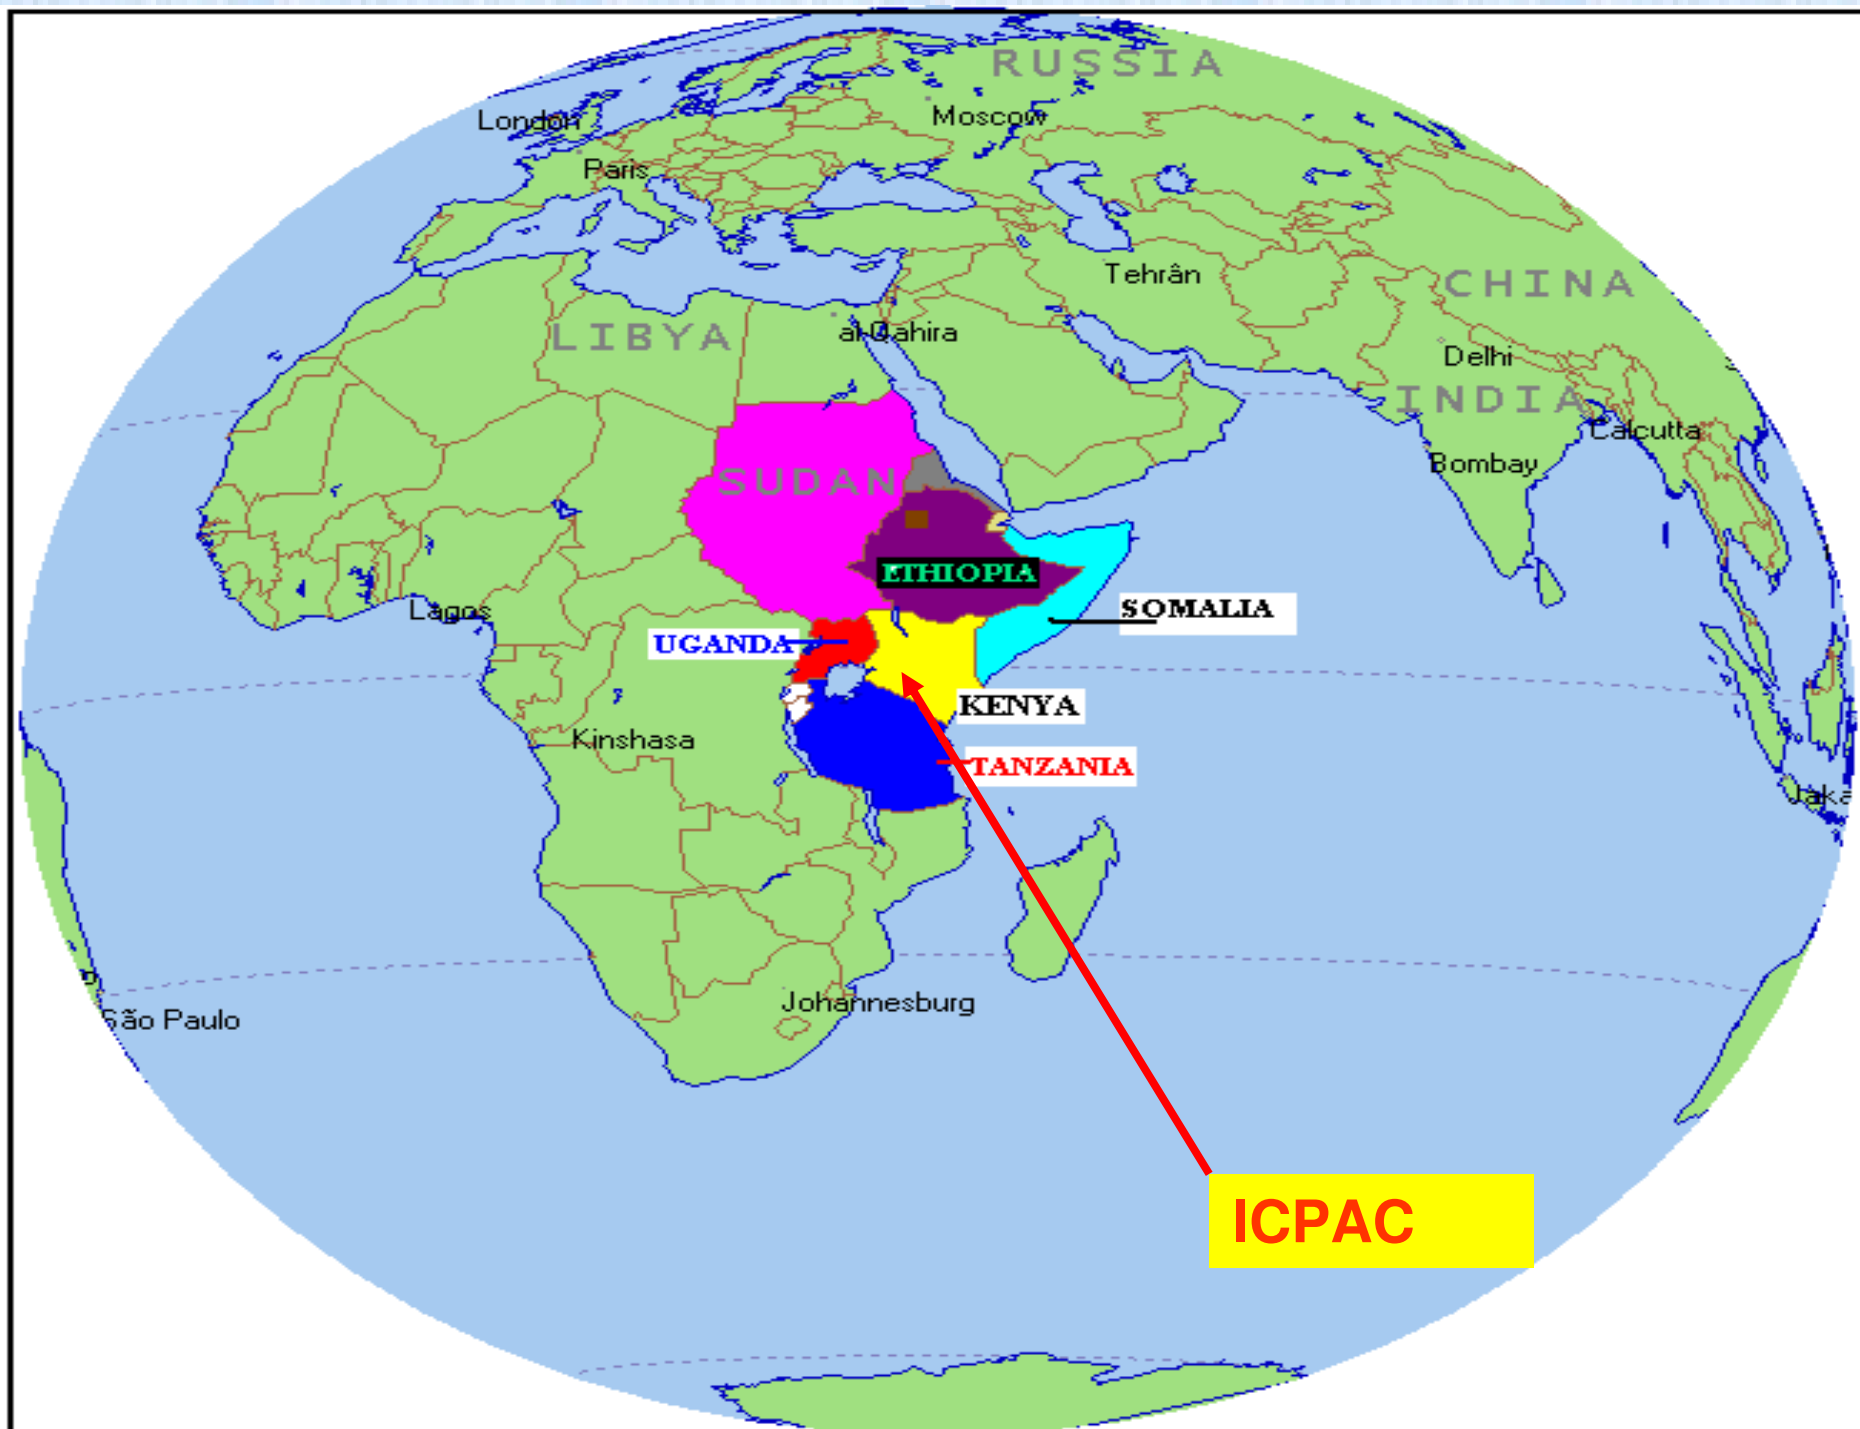 RUSSIA
London
Moscow
Paris
Tehrân
CHINA
LIBYA
al-Qahira
Delhi
INDIA
Calcutta
Bombay
SUDAN
ETHIOPIA
SOMALIA
Lagos
UGANDA
KENYA
Kinshasa
TANZANIA
Jaka
Johannesburg
São Paulo
ICPAC